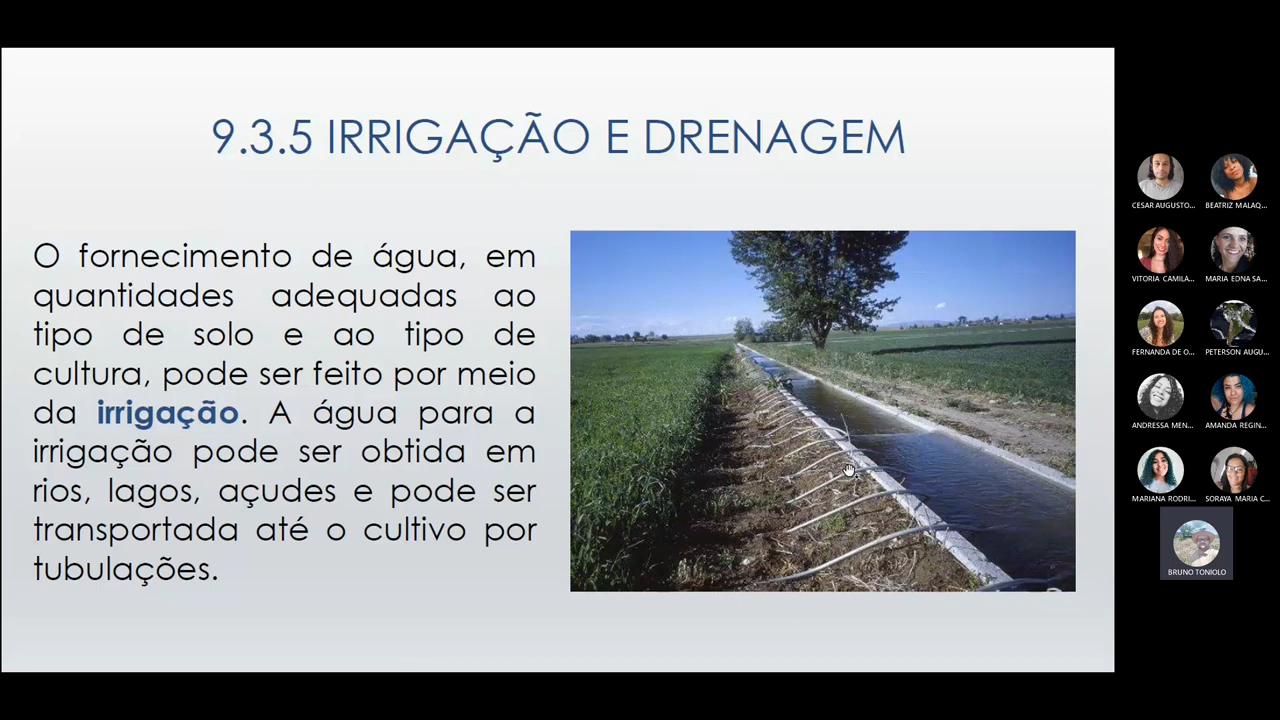 9.3.5 IRRIGAÇÃO E DRENAGEM
O fornecimento de água, em
quantidades adequadas ao
tipo de solo e ao tipo de
cultura, pode ser feito por meio
da irrigação. A água para a
irrigação pode ser obtida em
rios, lagos, açudes e pode ser
transportada até o cultivo por
tubulações.
CESAR AUGUSTO... BEATRIZ MALAQ...
VITORIA CAMILA... MARIA EDNA SA...
FERNANDA DE O... PETERSON AUGU...
ANDRESSA MEN... AMANDA REGIN...
MARIANA RODRI... SORAYA MARIA C...
BRUNO TONIOLO